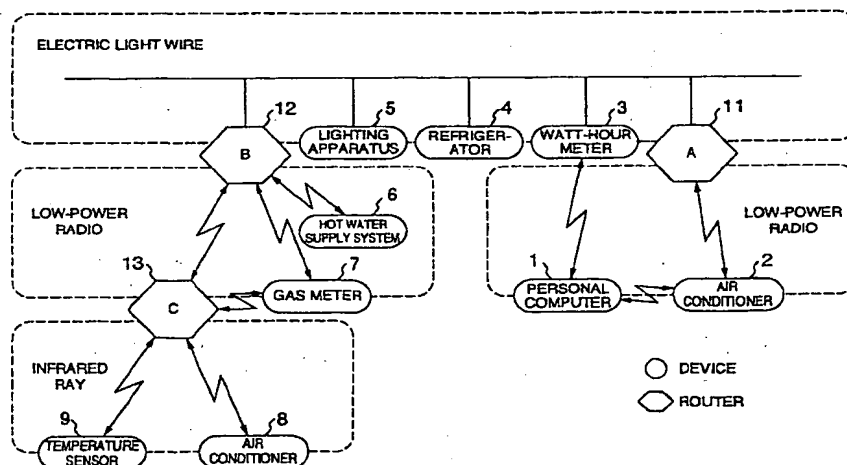 ELECTRIC LIGHT WIRE
12
5
4
3
11
B
LIGHTING
APPARATUS
REFRIGER-
ATOR
WATT-HOUR
METER
A
LOW-POWER
RADIO
6
HOT WATER
SUPPLY SYSTEM
LOW-POWER
RADIO
13
7
1
2
C
GAS METER
PERSONAL
COMPUTER
AIR
CONDITIONER
INFRARED
RAY
DEVICE
ROUTER
9
8
TEMPERATURE
SENSOR
AIR
CONDITIONER